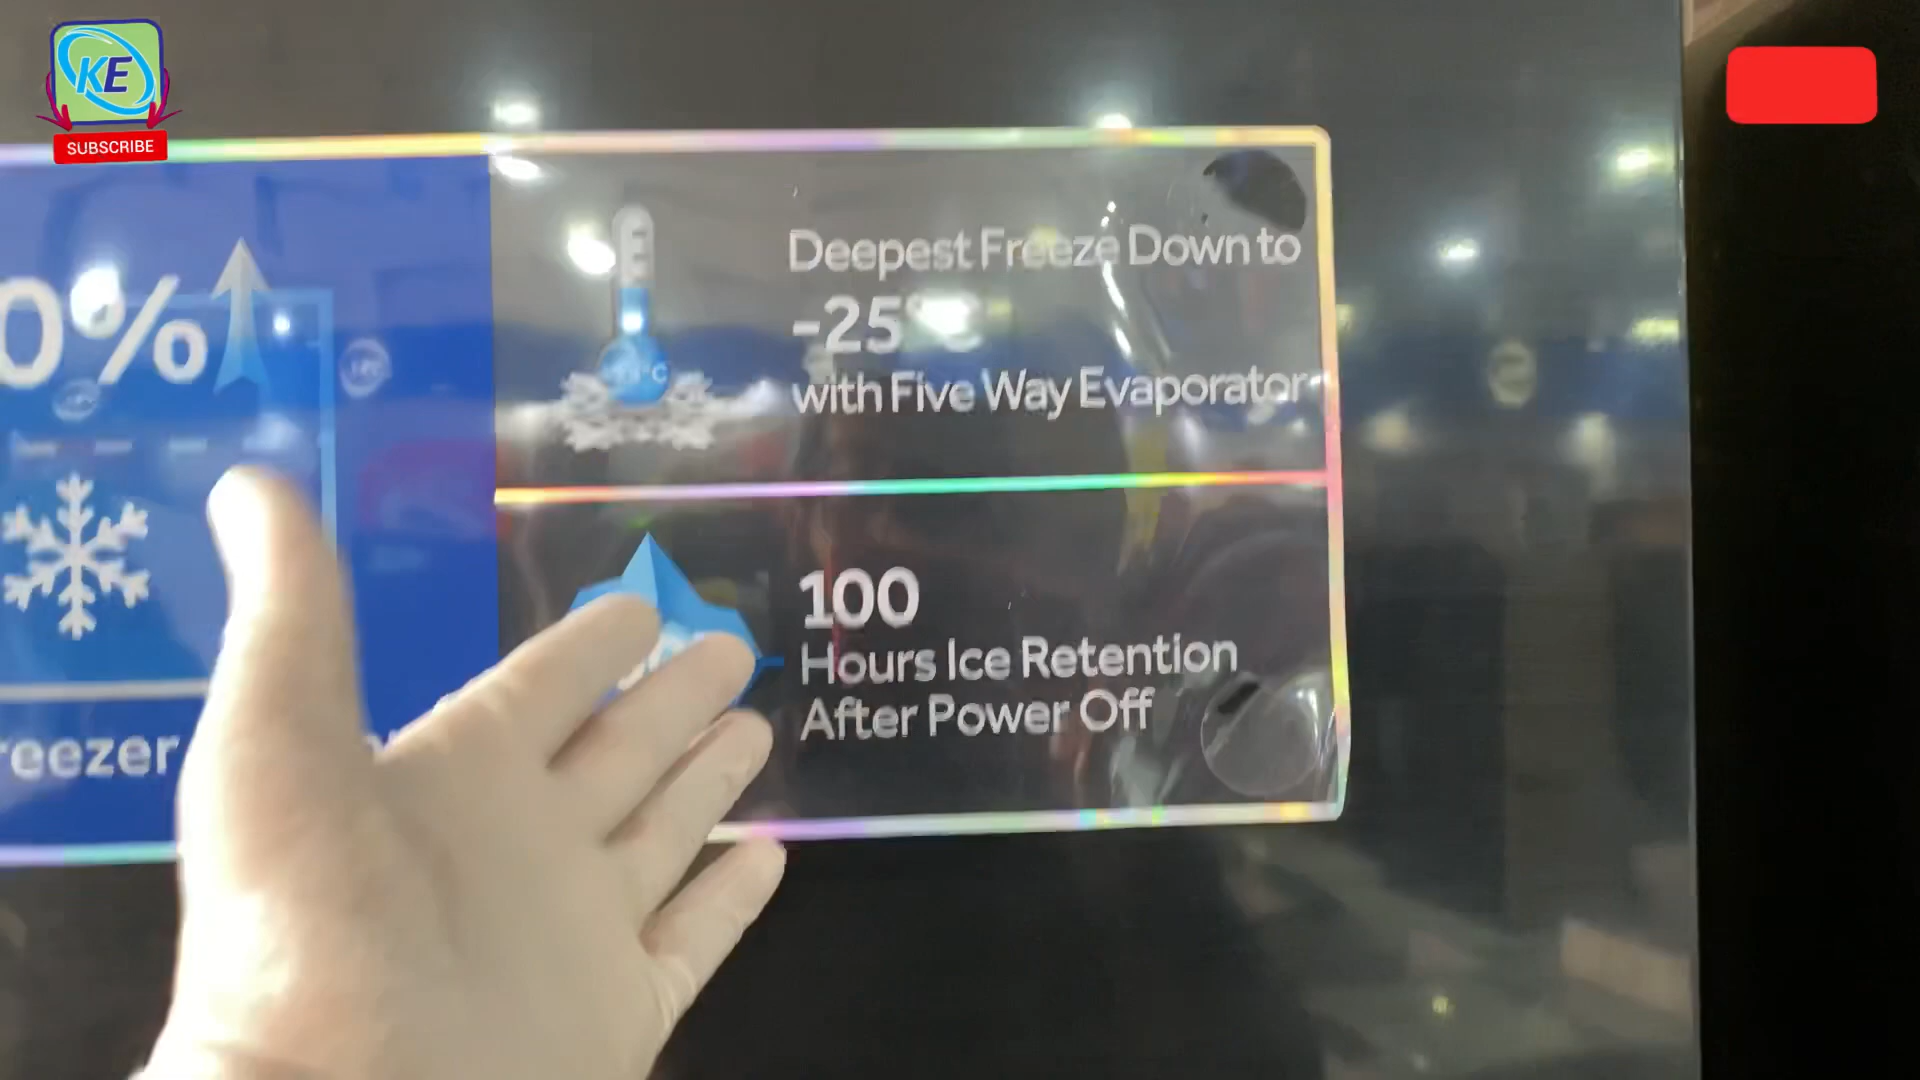 KE
SUBSCRIBE
0%
Deepest Freeze Down to
-25°C
with Five Way Evaporator
100
Hours Ice Retention
After Power Off
reezer